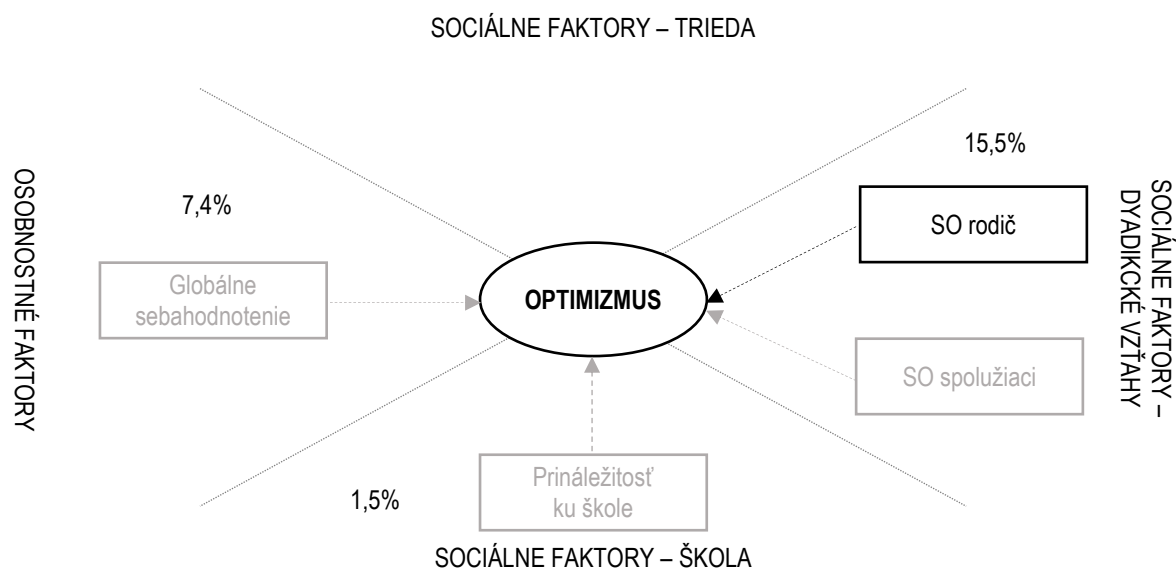 SOCIÁLNE FAKTORY – TRIEDA
15,5%
OSOBNOSTNÉ FAKTORY
7,4%
SO rodič
SOCIÁLNE FAKTORY –
DYADIKCKÉ VZŤAHY
Globálne
sebahodnotenie
OPTIMIZMUS
SO spolužiaci
1,5%
Prináležitosť
ku škole
SOCIÁLNE FAKTORY – ŠKOLA